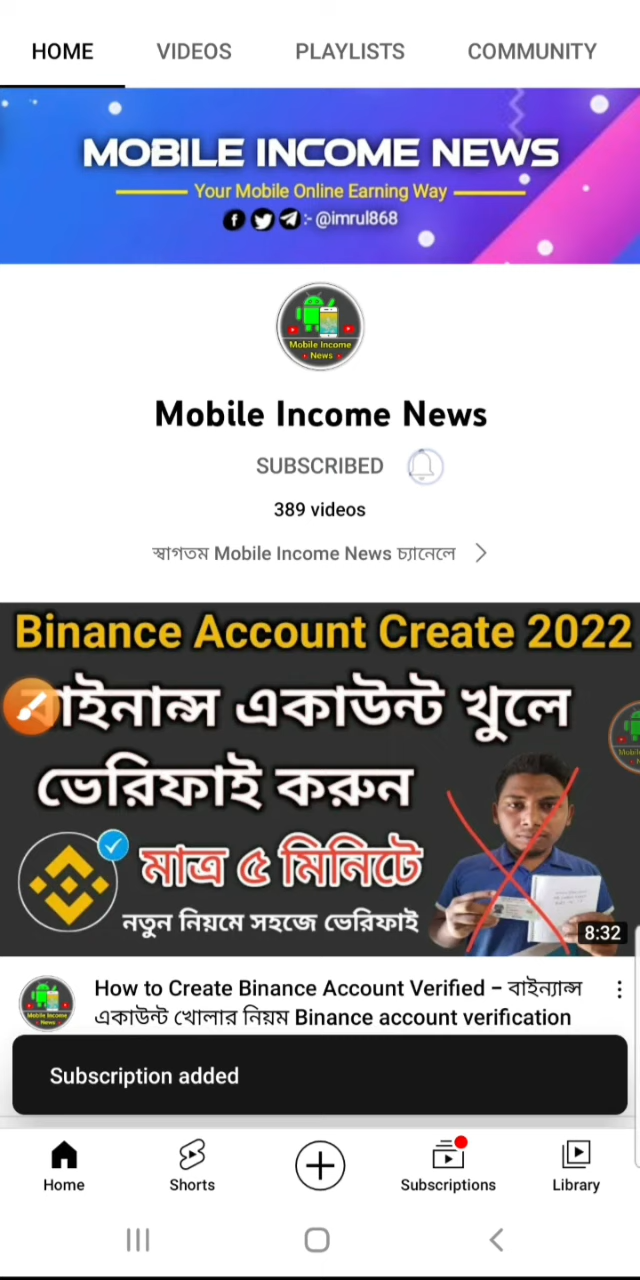 HOME VIDEOS PLAYLISTS COMMUNITY
MOBILE INCOME NEWS
Your Mobile Online Earning Way
:- @imrul868
Mobile Income
News
Mobile Income News
SUBSCRIBED
389 videos
স্বাগতম Mobile Income News চ্যানেলে
Binance Account Create 2022
বাইনান্স একাউন্ট খুলে
ভেরিফাই করুন
মাত্র ৫ মিনিটে
নতুন নিয়মে সহজে ভেরিফাই
8:32
How to Create Binance Account Verified – বাইন্যান্স
একাউন্ট খোলার নিয়ম Binance account verification
Mobile Income
News
Subscription added
Home Shorts Subscriptions Library